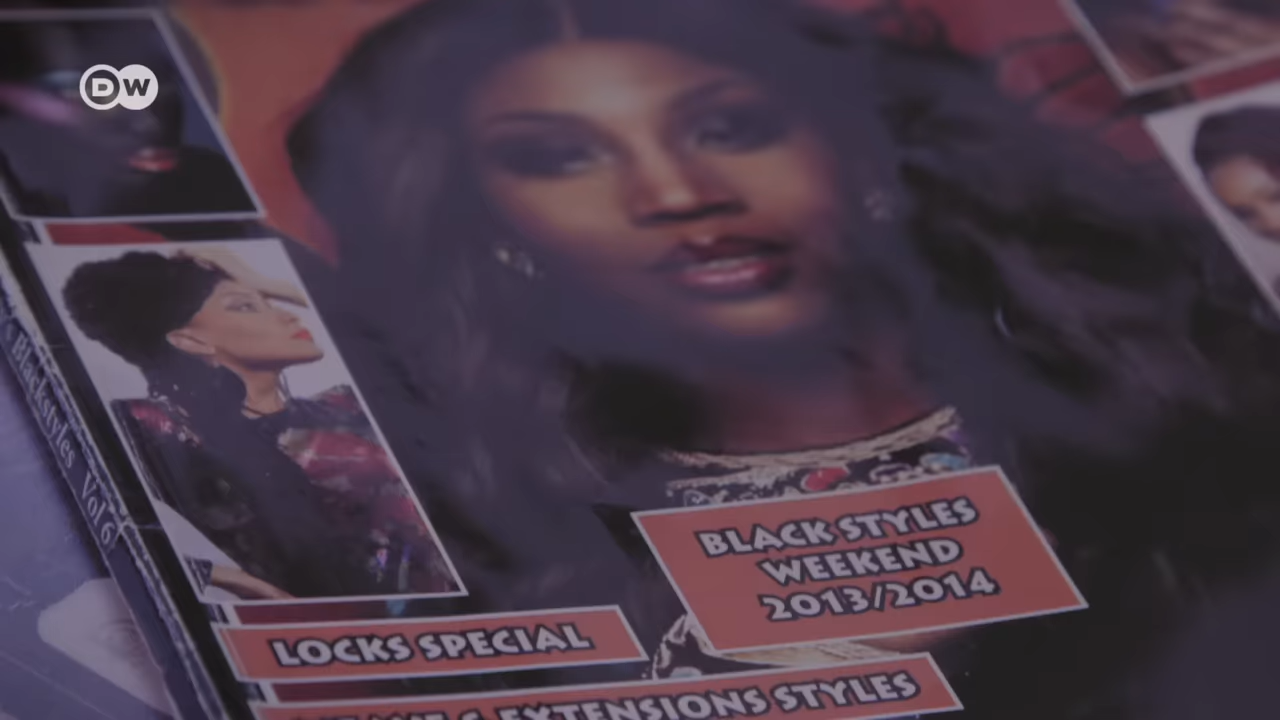 DW
Blackstyles Vol 6
BLACK STYLES
WEEKEND
2013/2014
LOCKS SPECIAL
EXTENSIONS STYLES